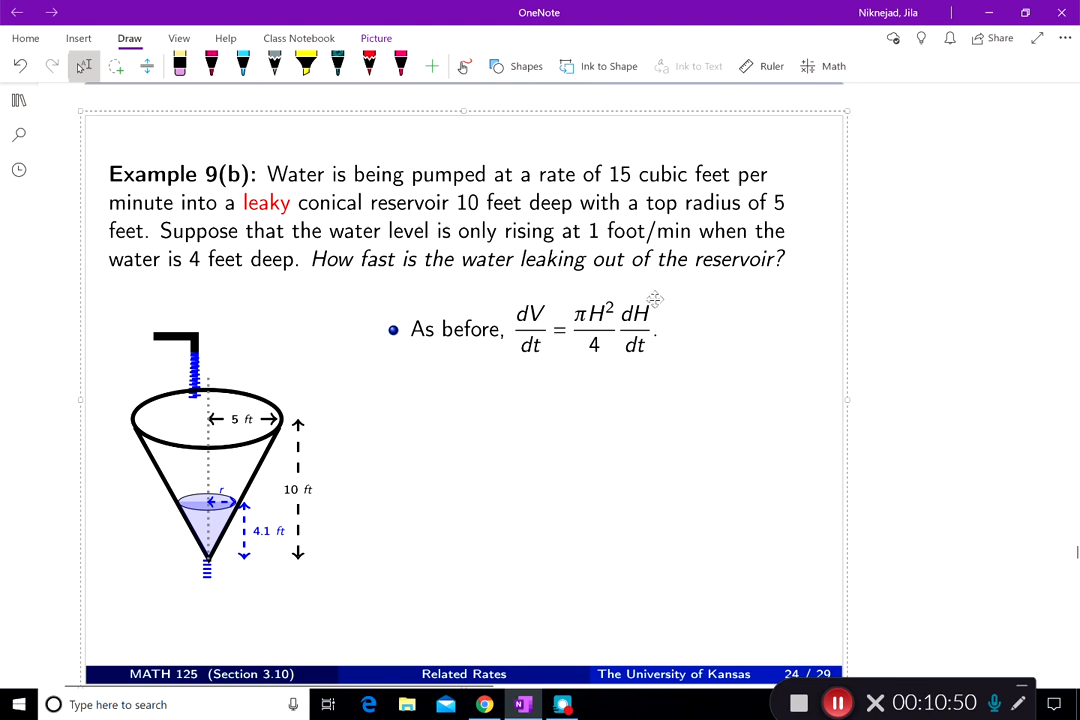 OneNote
Niknejad, Jila
Home Insert Draw View Help Class Notebook Picture
Share
Shapes Ink to Shape Ink to Text Ruler Math
Example 9(b): Water is being pumped at a rate of 15 cubic feet per
minute into a leaky conical reservoir 10 feet deep with a top radius of 5
feet. Suppose that the water level is only rising at 1 foot/min when the
water is 4 feet deep. How fast is the water leaking out of the reservoir?
• As before, dV/dt = πH²/4 dH/dt.
5 ft
r
10 ft
4.1 ft
MATH 125 (Section 3.10) Related Rates The University of Kansas 24 / 29
Type here to search
00:10:50